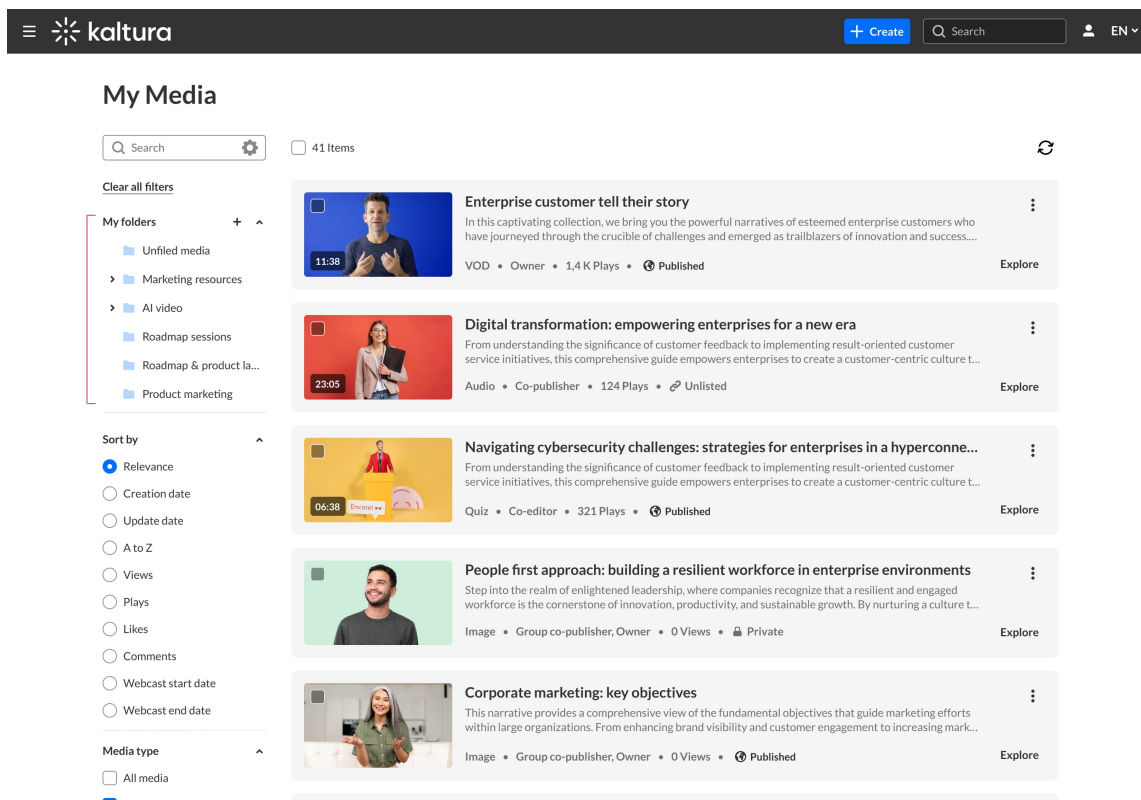 kaltura
Create
Search
EN
My Media
Search
41 Items
Clear all filters
My folders
Unfiled media
Marketing resources
AI video
Roadmap sessions
Roadmap & product la...
Product marketing
Sort by
Relevance
Creation date
Update date
A to Z
Views
Plays
Likes
Comments
Webcast start date
Webcast end date
Media type
All media
11:38
Enterprise customer tell their story
In this captivating collection, we bring you the powerful narratives of esteemed enterprise customers who
have journeyed through the crucible of challenges and emerged as trailblazers of innovation and success....
VOD • Owner • 1,4 K Plays • Published
Explore
23:05
Digital transformation: empowering enterprises for a new era
From understanding the significance of customer feedback to implementing result-oriented customer
service initiatives, this comprehensive guide empowers enterprises to create a customer-centric culture t...
Audio • Co-publisher • 124 Plays • Unlisted
Explore
06:38
Encore!
Navigating cybersecurity challenges: strategies for enterprises in a hyperconne...
From understanding the significance of customer feedback to implementing result-oriented customer
service initiatives, this comprehensive guide empowers enterprises to create a customer-centric culture t...
Quiz • Co-editor • 321 Plays • Published
Explore
People first approach: building a resilient workforce in enterprise environments
Step into the realm of enlightened leadership, where companies recognize that a resilient and engaged
workforce is the cornerstone of innovation, productivity, and sustainable growth. By nurturing a culture t...
Image • Group co-publisher, Owner • 0 Views • Private
Explore
Corporate marketing: key objectives
This narrative provides a comprehensive view of the fundamental objectives that guide marketing efforts
within large organizations. From enhancing brand visibility and customer engagement to increasing mark...
Image • Group co-publisher, Owner • 0 Views • Published
Explore